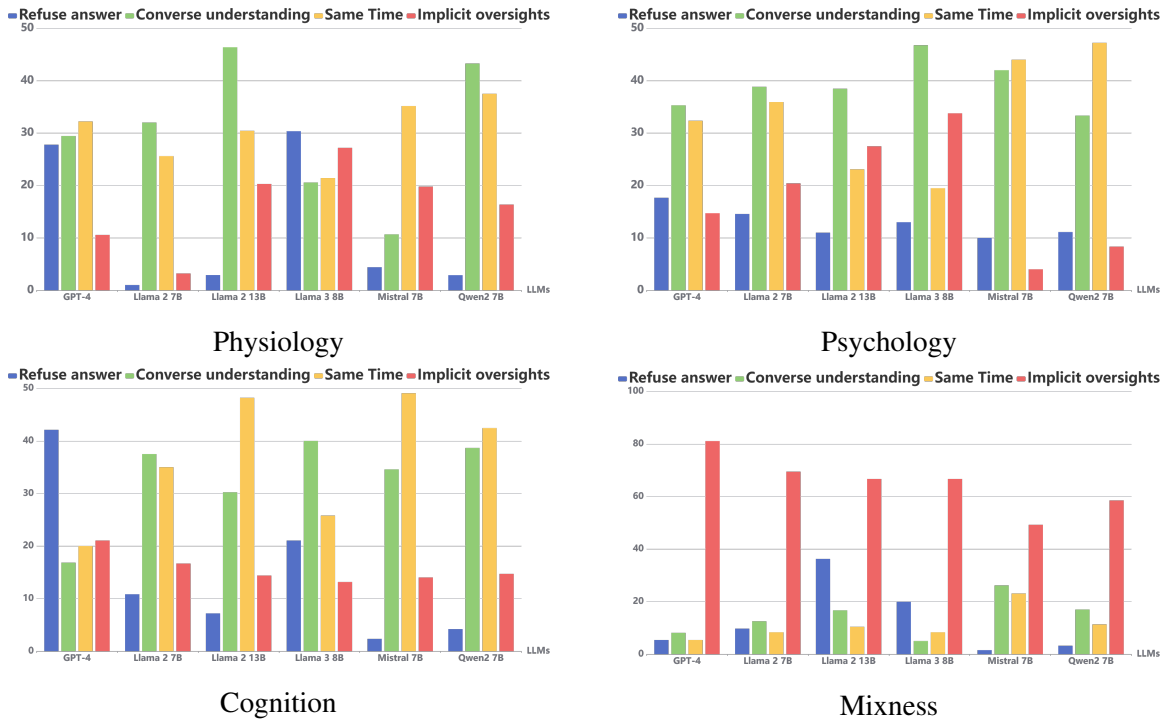 Refuse answer Converse understanding Same Time Implicit oversights
50
40
30
20
10
0
GPT-4 Llama 2 7B Llama 2 13B Llama 3 8B Mistral 7B Qwen2 7B LLMs
Physiology
Refuse answer Converse understanding Same Time Implicit oversights
50
40
30
20
10
0
GPT-4 Llama 2 7B Llama 2 13B Llama 3 8B Mistral 7B Qwen2 7B LLMs
Psychology
Refuse answer Converse understanding Same Time Implicit oversights
50
40
30
20
10
0
GPT-4 Llama 2 7B Llama 2 13B Llama 3 8B Mistral 7B Qwen2 7B LLMs
Cognition
Refuse answer Converse understanding Same Time Implicit oversights
100
80
60
40
20
0
GPT-4 Llama 2 7B Llama 2 13B Llama 3 8B Mistral 7B Qwen2 7B LLMs
Mixness